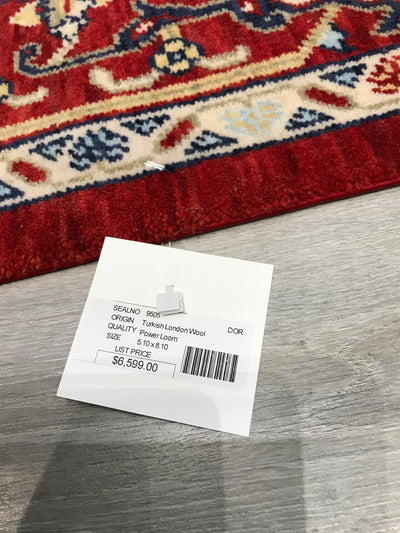 SEALNO 9505 DOR
ORIGIN Turkish London Wool
QUALITY Power Loom
SIZE 5.10 x 8.10
LIST PRICE
$6,599.00